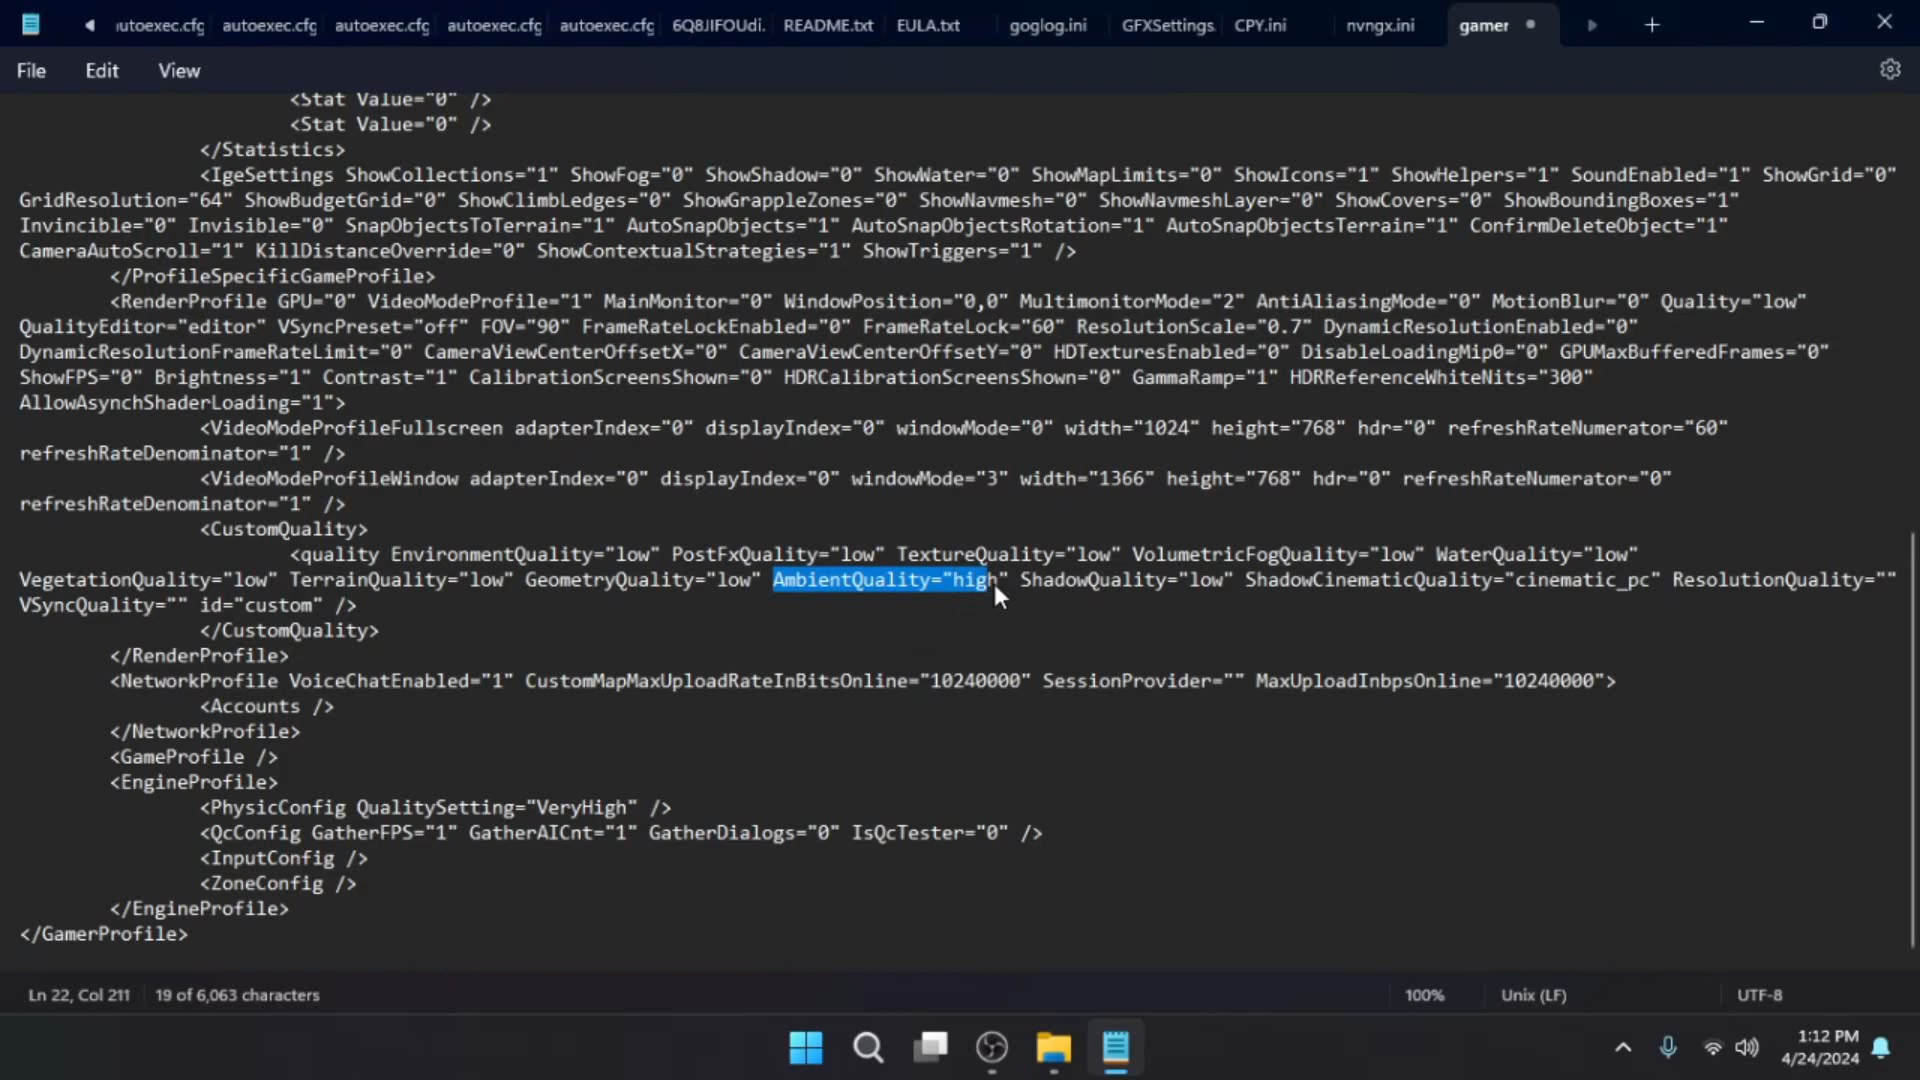 utoexec.cfg autoexec.cfg autoexec.cfg autoexec.cfg autoexec.cfg 6Q8JIFOUdi. README.txt EULA.txt goglog.ini GFXSettings. CPY.ini nvngx.ini gamer
File Edit View
<Stat Value="0" />
<Stat Value="0" />
</Statistics>
<IgeSettings ShowCollections="1" ShowFog="0" ShowShadow="0" ShowWater="0" ShowMapLimits="0" ShowIcons="1" ShowHelpers="1" SoundEnabled="1" ShowGrid="0"
GridResolution="64" ShowBudgetGrid="0" ShowClimbLedges="0" ShowGrappleZones="0" ShowNavmesh="0" ShowNavmeshLayer="0" ShowCovers="0" ShowBoundingBoxes="1"
Invincible="0" Invisible="0" SnapObjectsToTerrain="1" AutoSnapObjects="1" AutoSnapObjectsRotation="1" AutoSnapObjectsTerrain="1" ConfirmDeleteObject="1"
CameraAutoScroll="1" KillDistanceOverride="0" ShowContextualStrategies="1" ShowTriggers="1" />
</ProfileSpecificGameProfile>
<RenderProfile GPU="0" VideoModeProfile="1" MainMonitor="0" WindowPosition="0,0" MultimonitorMode="2" AntiAliasingMode="0" MotionBlur="0" Quality="low"
QualityEditor="editor" VSyncPreset="off" FOV="90" FrameRateLockEnabled="0" FrameRateLock="60" ResolutionScale="0.7" DynamicResolutionEnabled="0"
DynamicResolutionFrameRateLimit="0" CameraViewCenterOffsetX="0" CameraViewCenterOffsetY="0" HDTexturesEnabled="0" DisableLoadingMip0="0" GPUMaxBufferedFrames="0"
ShowFPS="0" Brightness="1" Contrast="1" CalibrationScreensShown="0" HDRCalibrationScreensShown="0" GammaRamp="1" HDRReferenceWhiteNits="300"
AllowAsynchShaderLoading="1">
<VideoModeProfileFullscreen adapterIndex="0" displayIndex="0" windowMode="0" width="1024" height="768" hdr="0" refreshRateNumerator="60"
refreshRateDenominator="1" />
<VideoModeProfileWindow adapterIndex="0" displayIndex="0" windowMode="3" width="1366" height="768" hdr="0" refreshRateNumerator="0"
refreshRateDenominator="1" />
<CustomQuality>
<quality EnvironmentQuality="low" PostFxQuality="low" TextureQuality="low" VolumetricFogQuality="low" WaterQuality="low"
VegetationQuality="low" TerrainQuality="low" GeometryQuality="low" AmbientQuality="high" ShadowQuality="low" ShadowCinematicQuality="cinematic_pc" ResolutionQuality=""
VSyncQuality="" id="custom" />
</CustomQuality>
</RenderProfile>
<NetworkProfile VoiceChatEnabled="1" CustomMapMaxUploadRateInBitsOnline="10240000" SessionProvider="" MaxUploadInbpsOnline="10240000">
<Accounts />
</NetworkProfile>
<GameProfile />
<EngineProfile>
<PhysicConfig QualitySetting="VeryHigh" />
<QcConfig GatherFPS="1" GatherAICnt="1" GatherDialogs="0" IsQcTester="0" />
<InputConfig />
<ZoneConfig />
</EngineProfile>
</GamerProfile>
Ln 22, Col 211 19 of 6,063 characters 100% Unix (LF) UTF-8
1:12 PM
4/24/2024